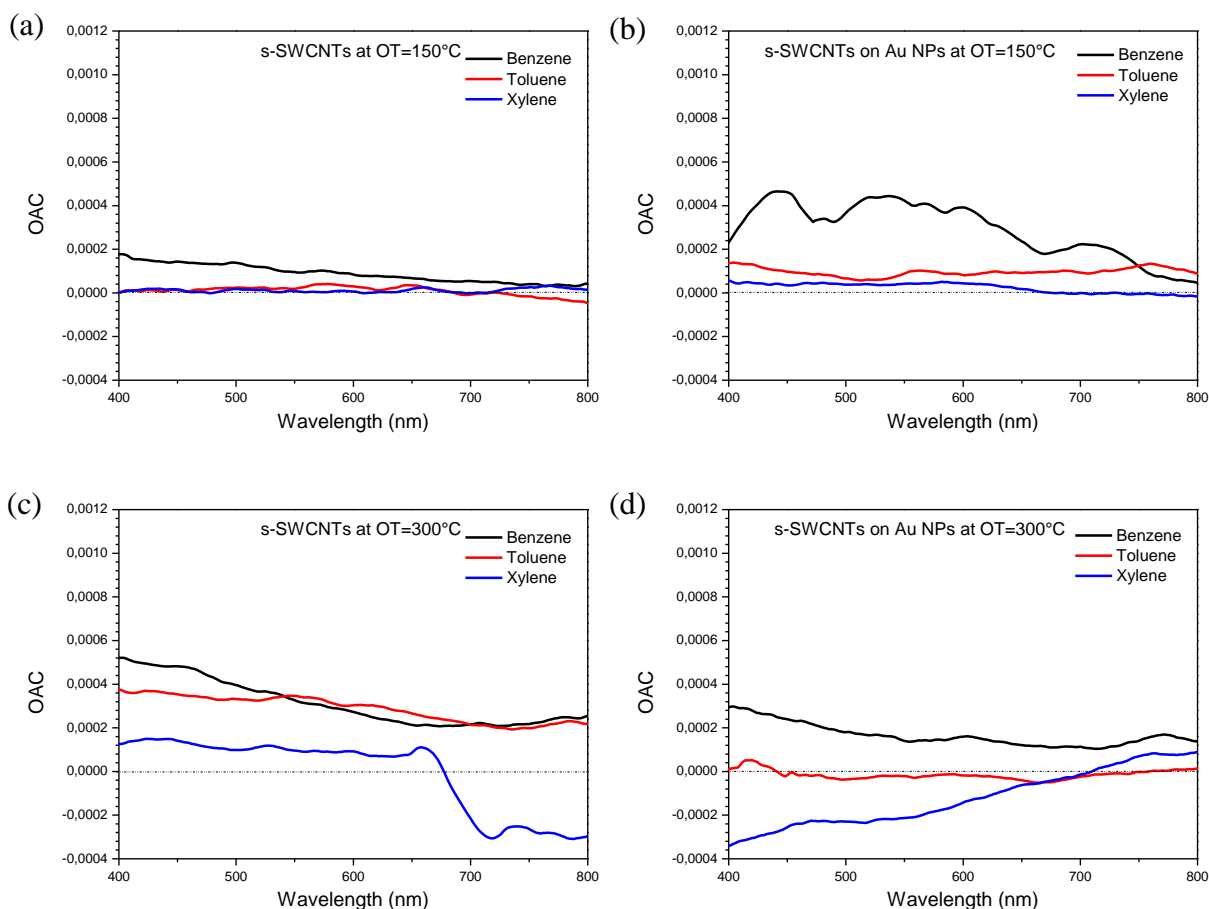 (a)
s-SWCNTs at OT=150°C
Benzene
Toluene
Xylene
0,0012
0,0010
0,0008
0,0006
0,0004
0,0002
0,0000
-0,0002
-0,0004
OAC
400
500
600
700
800
Wavelength (nm)
(b)
s-SWCNTs on Au NPs at OT=150°C
Benzene
Toluene
Xylene
0,0012
0,0010
0,0008
0,0006
0,0004
0,0002
0,0000
-0,0002
-0,0004
OAC
400
500
600
700
800
Wavelength (nm)
(c)
s-SWCNTs at OT=300°C
Benzene
Toluene
Xylene
0,0012
0,0010
0,0008
0,0006
0,0004
0,0002
0,0000
-0,0002
-0,0004
OAC
400
500
600
700
800
Wavelength (nm)
(d)
s-SWCNTs on Au NPs at OT=300°C
Benzene
Toluene
Xylene
0,0012
0,0010
0,0008
0,0006
0,0004
0,0002
0,0000
-0,0002
-0,0004
OAC
400
500
600
700
800
Wavelength (nm)